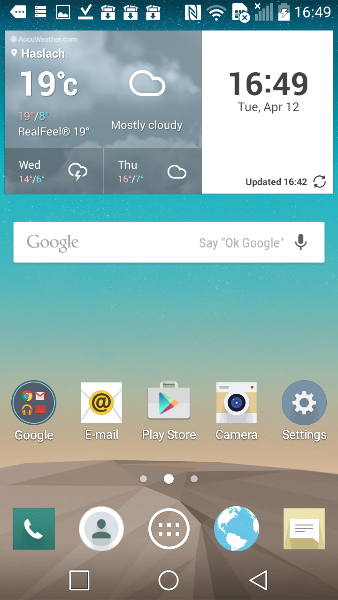 16:49
AccuWeather.com
Haslach
19°c
19°/8°
RealFeel® 19°
Mostly cloudy
16:49
Tue, Apr 12
Wed
14°/6°
Thu
16°/7°
Updated 16:42
Google
Say "Ok Google"
Google
E-mail
Play Store
Camera
Settings